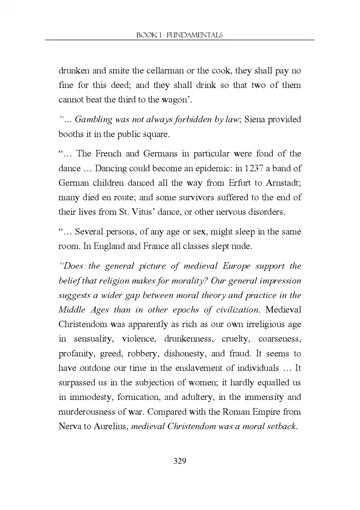 BOOK I - FUNDAMENTALS
drunken and smite the cellarman or the cook, they shall pay no
fine for this deed; and they shall drink so that two of them
cannot beat the third to the wagon’.
“... Gambling was not always forbidden by law; Siena provided
booths it in the public square.
“… The French and Germans in particular were fond of the
dance … Dancing could become an epidemic: in 1237 a band of
German children danced all the way from Erfurt to Arnstadt;
many died en route; and some survivors suffered to the end of
their lives from St. Vitus’ dance, or other nervous disorders.
“… Several persons, of any age or sex, might sleep in the same
room. In England and France all classes slept nude.
“Does the general picture of medieval Europe support the
belief that religion makes for morality? Our general impression
suggests a wider gap between moral theory and practice in the
Middle Ages than in other epochs of civilization. Medieval
Christendom was apparently as rich as our own irreligious age
in sensuality, violence, drunkenness, cruelty, coarseness,
profanity, greed, robbery, dishonesty, and fraud. It seems to
have outdone our time in the enslavement of individuals … It
surpassed us in the subjection of women; it hardly equalled us
in immodesty, fornication, and adultery, in the immensity and
murderousness of war. Compared with the Roman Empire from
Nerva to Aurelius, medieval Christendom was a moral setback.
329